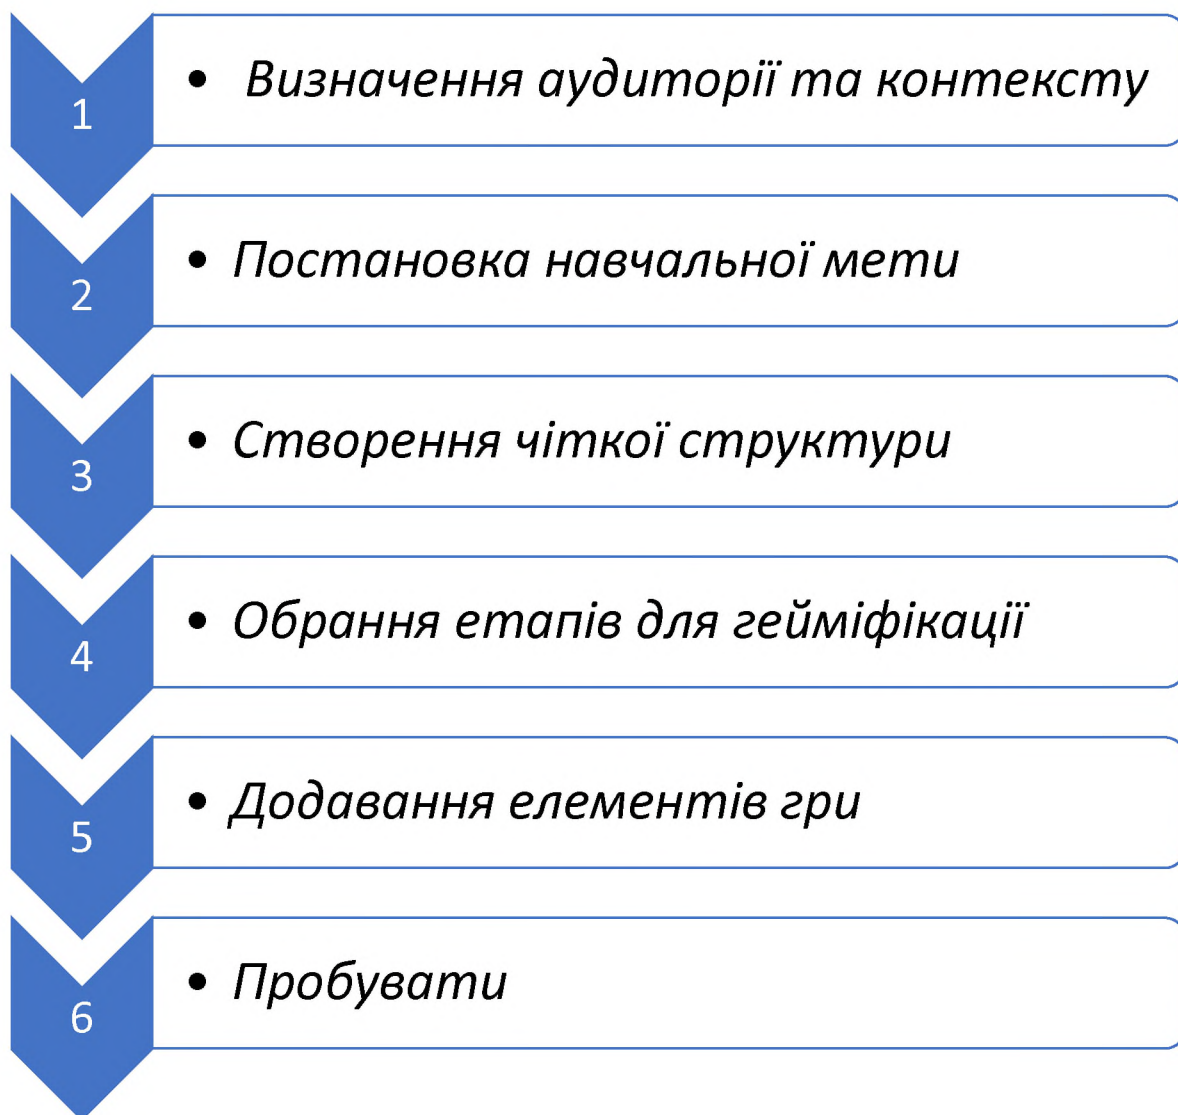 1
• Визначення аудиторії та контексту
2
• Постановка навчальної мети
3
• Створення чіткої структури
4
• Обрання етапів для гейміфікації
5
• Додавання елементів гри
6
• Пробувати